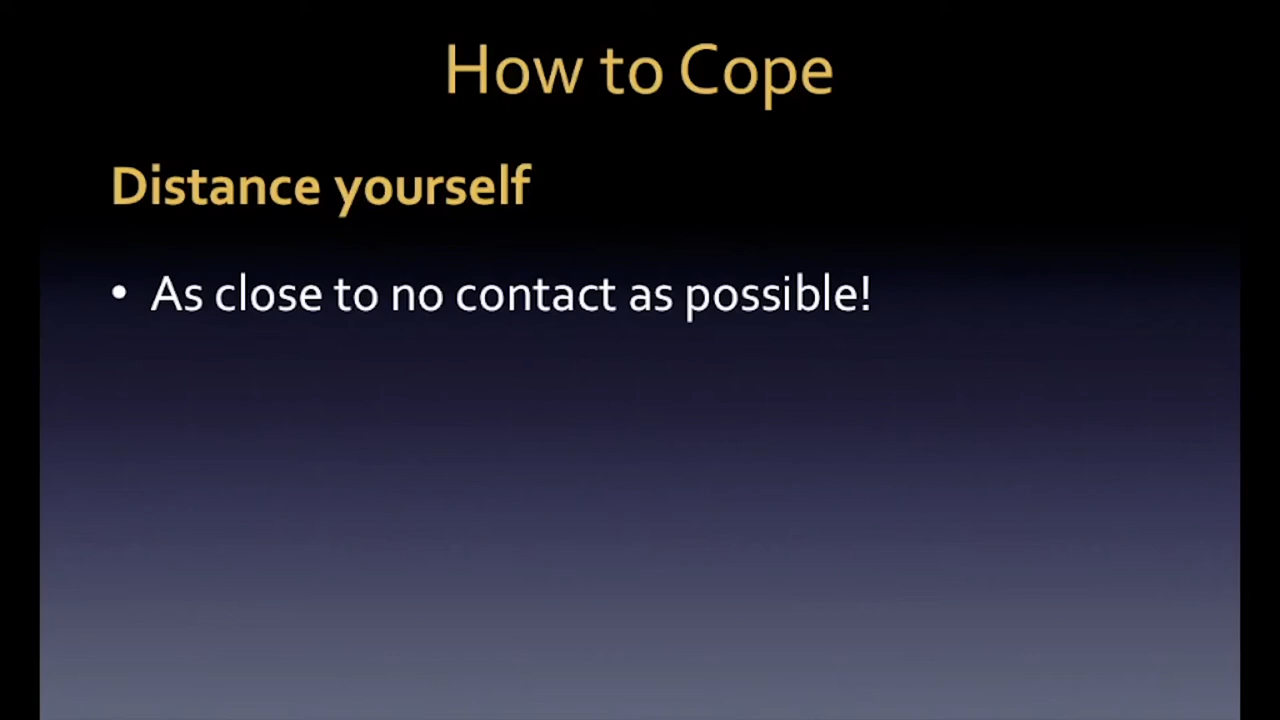 How to Cope
Distance yourself
• As close to no contact as possible!